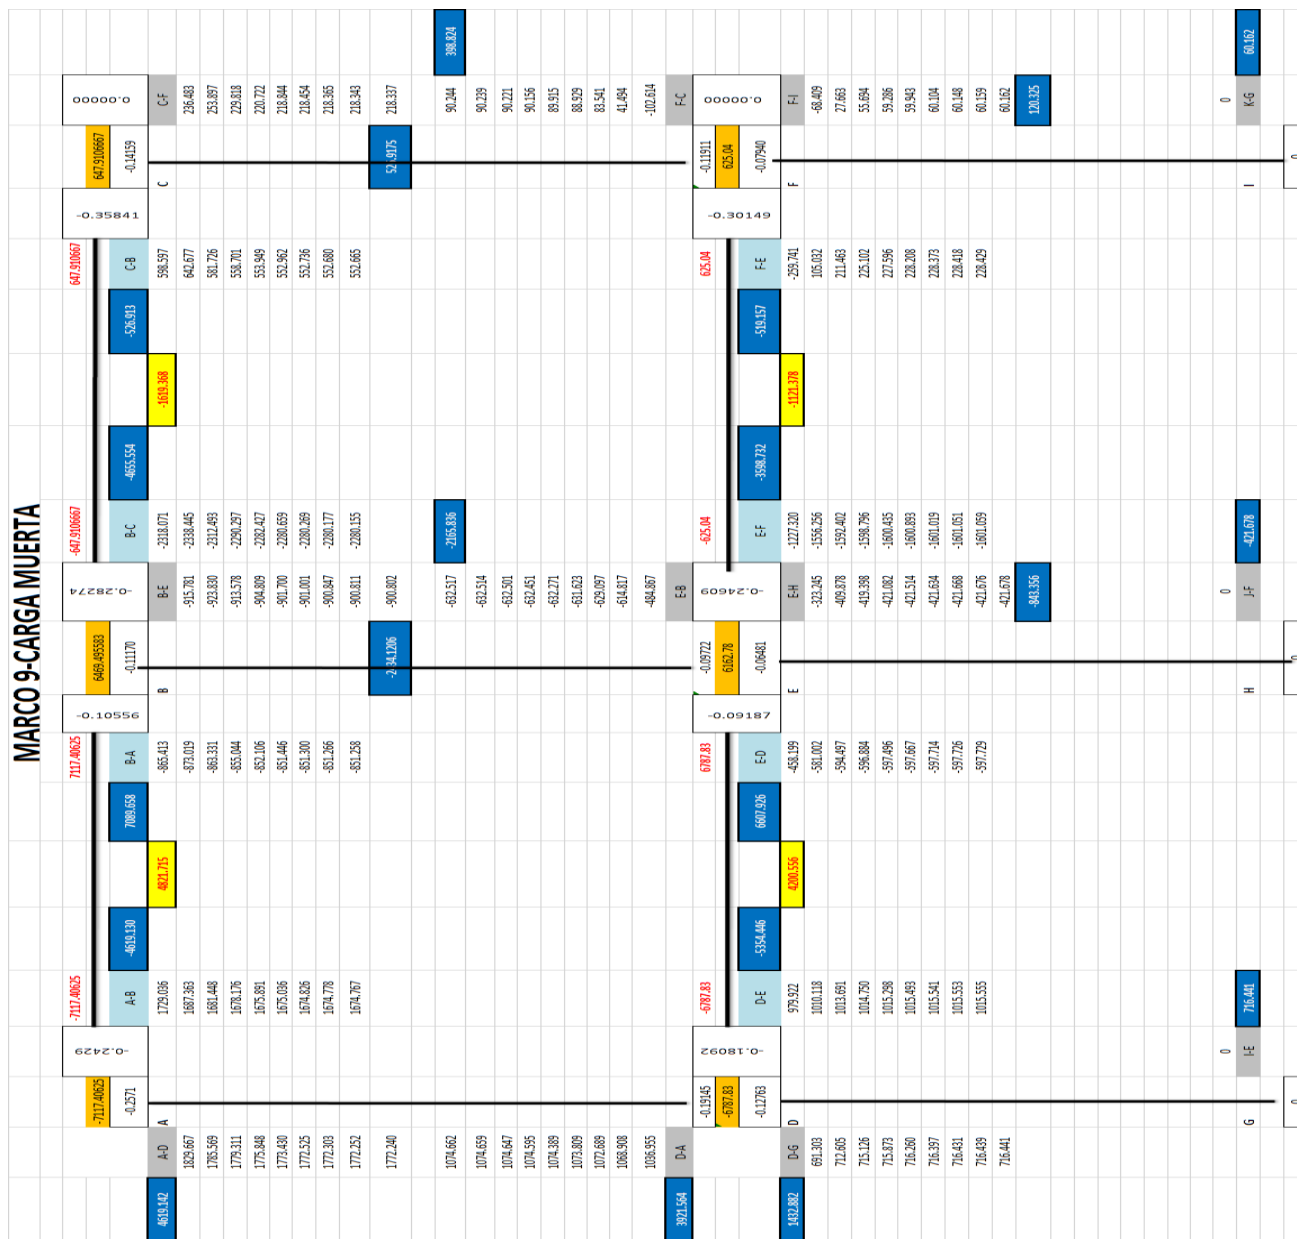 MARCO 9-CARGA MUERTA
-7117.40625 7117.40625 -647.9106667 647.9106667
-7117.40625 -0.2429 -0.10556 6469.495583 -0.28274 -0.35841 647.9106667 0.00000
-0.2571 A-B -4619.130 7089.658 B-A -0.11170 B-C -4655.554 -526.913 C-B -0.14159
4619.142 A-D A 1729.036 4821.715 -865.413 B B-E -2318.071 -1619.368 598.597 C C-F
1829.667 1687.363 -873.019 -915.781 -2338.445 642.677 236.483
1785.569 1681.448 -863.331 -923.830 -2312.493 581.726 253.897
1779.311 1678.176 -855.044 -913.578 -2290.297 558.701 229.818
1775.848 1675.891 -852.106 -904.809 -2282.427 553.949 220.722
1773.430 1675.036 -851.446 -901.700 -2280.659 552.962 218.844
1772.525 1674.826 -851.300 -901.001 -2280.269 552.736 218.454
1772.303 1674.778 -851.266 -900.847 -2280.177 552.680 218.365
1772.252 1674.767 -851.258 -900.811 -2280.155 552.665 218.343
1772.240 -900.802 218.337
-2165.836 398.824
1074.662 -632.517 90.244
1074.659 -632.514 90.239
1074.647 -632.501 90.221
1074.595 -632.451 90.156
1074.389 -632.271 89.915
1073.809 -631.623 88.929
1072.689 -629.097 83.541
1068.908 -614.817 41.494
1036.955 -484.867 -102.614
3921.564 D-A E-B F-C
-0.19145 -6787.83 6787.83 -0.09722 -625.04 625.04 -0.11911
-6787.83 -0.18092 -0.09187 6162.78 -0.24609 -0.30149 625.04 0.00000
-0.12763 D-E -5354.446 6607.926 E-D -0.06481 E-F -3598.732 -519.157 F-E -0.07940
1432.882 D-G D 979.922 4200.556 -458.199 E E-H -1227.320 -1121.378 -259.741 F F-I
691.303 1010.118 -581.002 -323.245 -1556.256 105.032 -68.409
712.605 1013.691 -594.497 -409.878 -1592.402 211.463 27.663
715.126 1014.750 -596.884 -419.398 -1598.796 225.102 55.694
715.873 1015.298 -597.496 -421.082 -1600.435 227.596 59.286
716.260 1015.493 -597.667 -421.514 -1600.893 228.208 59.943
716.397 1015.541 -597.714 -421.634 -1601.019 228.373 60.104
716.431 1015.553 -597.726 -421.668 -1601.051 228.418 60.148
716.439 1015.555 -597.729 -421.676 -1601.059 228.429 60.159
716.441 -421.678 60.162
-843.356 120.325
0 0 0
G I-E 716.441 H J-F -421.678 I K-G 60.162
0 0 0